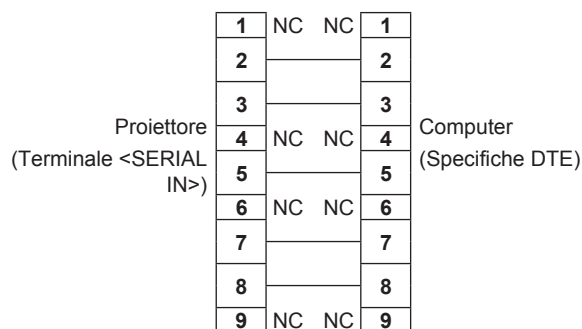 1 NC NC 1
2 2
3 3
Proiettore
(Terminale <SERIAL
IN>)
4 NC NC 4
Computer
(Specifiche DTE)
5 5
6 NC NC 6
7 7
8 8
9 NC NC 9